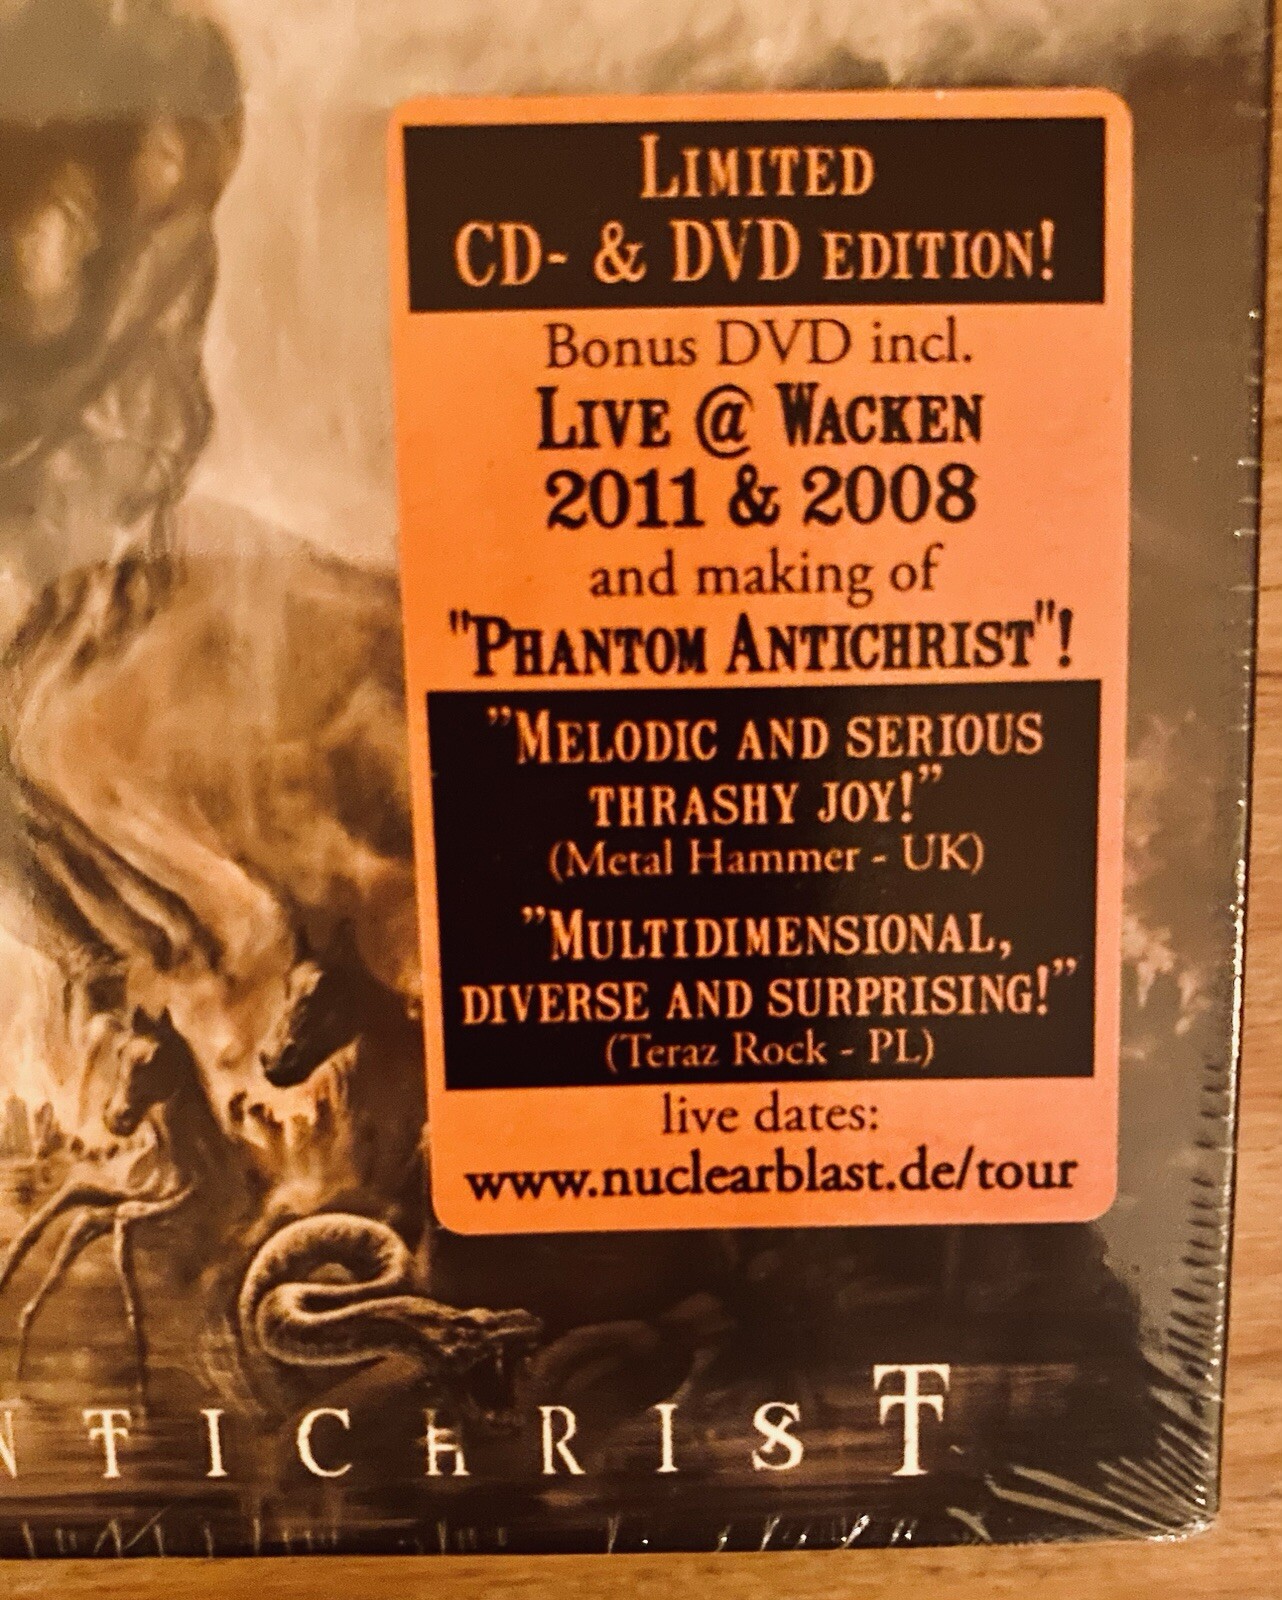 LIMITED
CD- & DVD EDITION!
Bonus DVD incl.
LIVE @ WACKEN
2011 & 2008
and making of
"PHANTOM ANTICHRIST"!
”MELODIC AND SERIOUS
THRASHY JOY!”
(Metal Hammer - UK)
”MULTIDIMENSIONAL,
DIVERSE AND SURPRISING!”
(Teraz Rock - PL)
live dates:
www.nuclearblast.de/tour
NTICHRIST